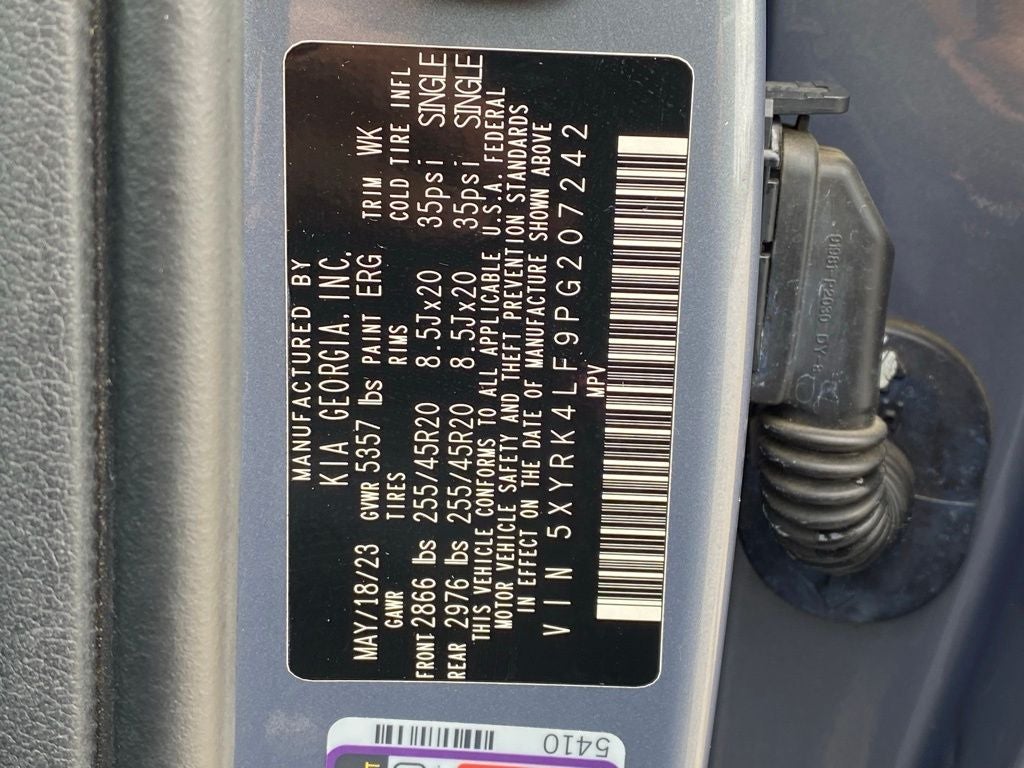 MANUFACTURED BY
KIA GEORGIA, INC.
MAY/18/23 GVWR 5357 lbs PAINT ERG TRIM WK
GAWR TIRES RIMS COLD TIRE INFL
FRONT 2866 lbs 255/45R20 8.5Jx20 35psi SINGLE
REAR 2976 lbs 255/45R20 8.5Jx20 35psi SINGLE
THIS VEHICLE CONFORMS TO ALL APPLICABLE U.S.A. FEDERAL
MOTOR VEHICLE SAFETY AND THEFT PREVENTION STANDARDS
IN EFFECT ON THE DATE OF MANUFACTURE SHOWN ABOVE
VIN 5XYRK4LF9PG207242
MPV
5410